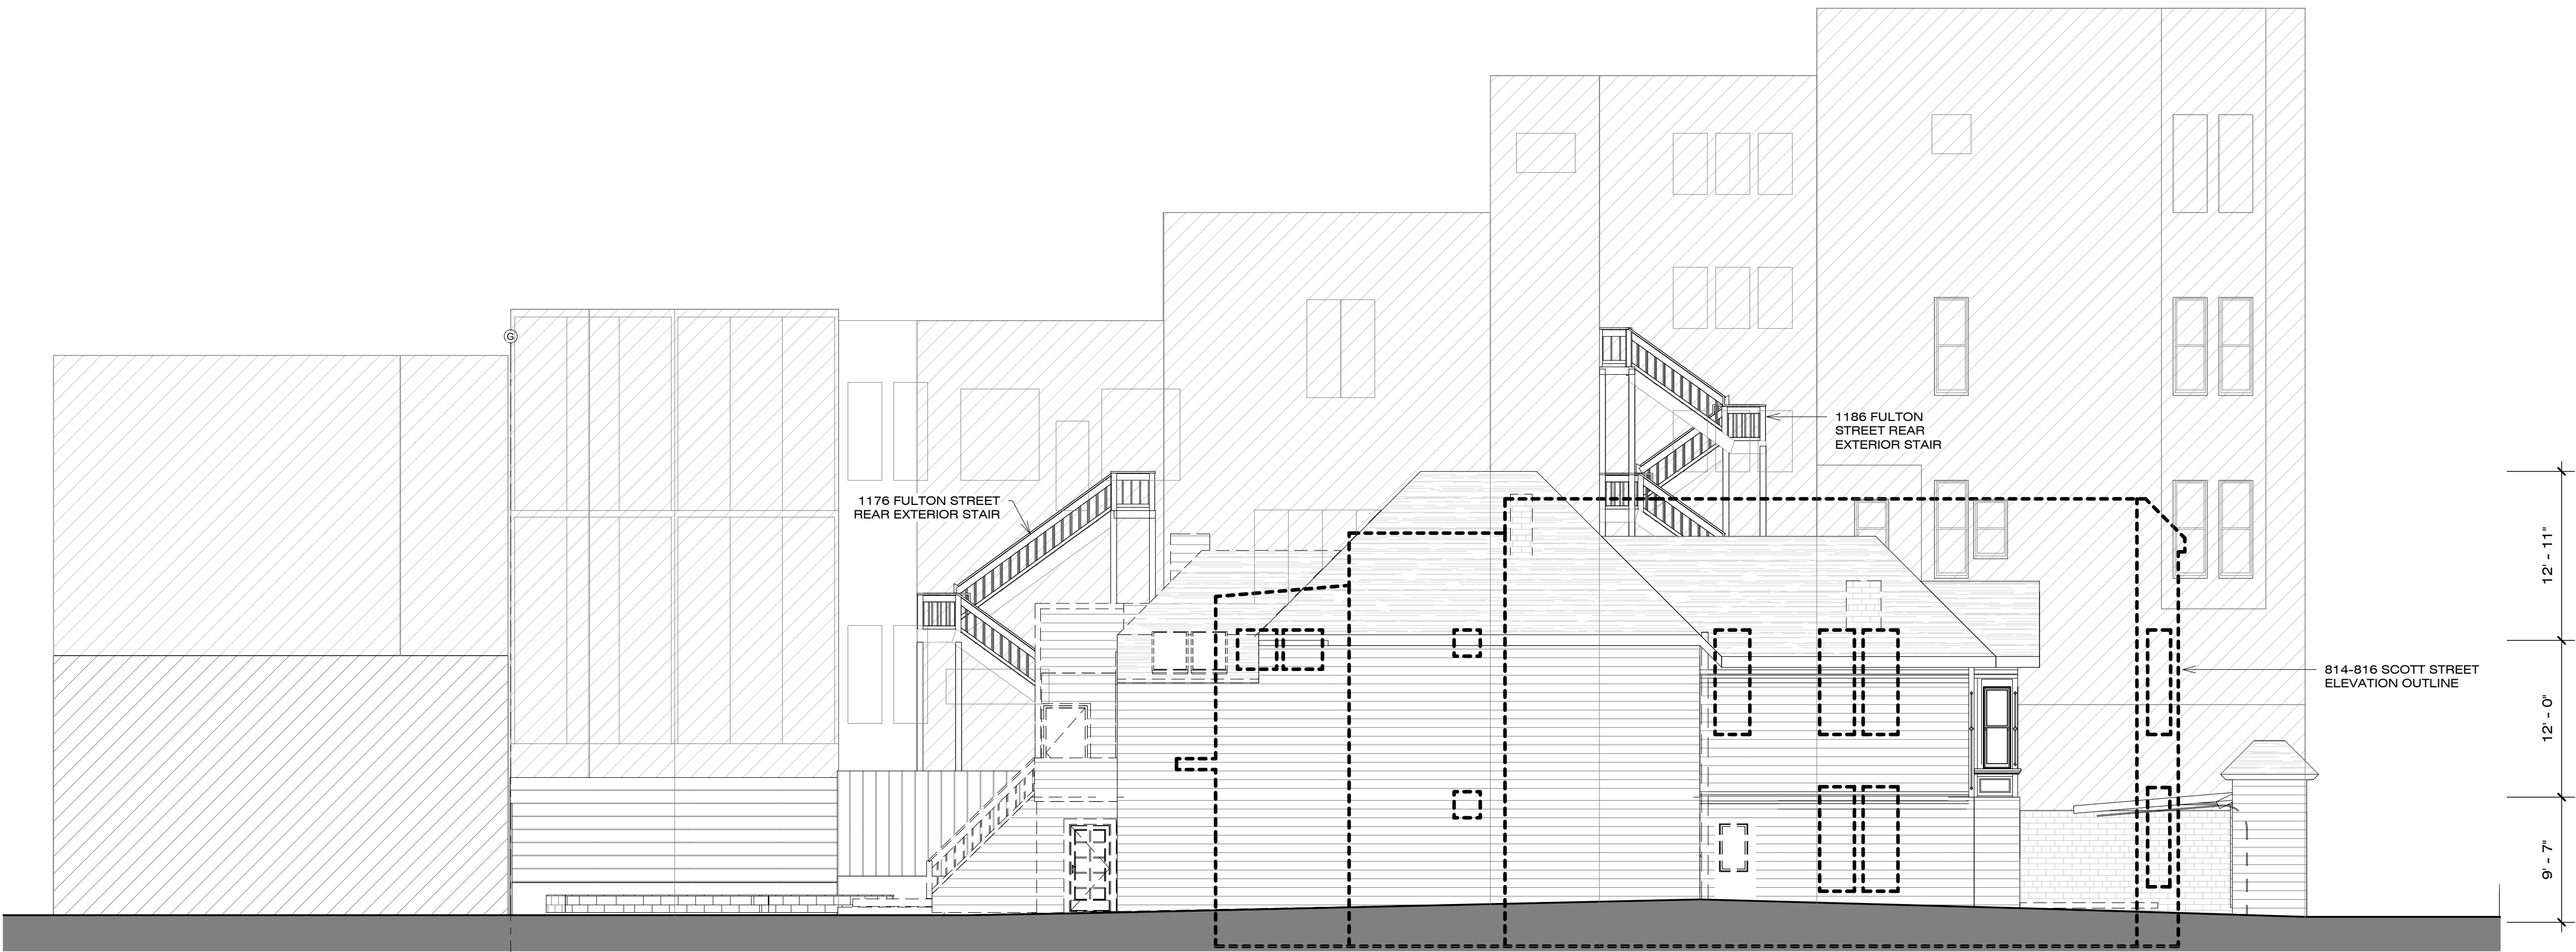 G
1186 FULTON
STREET REAR
EXTERIOR STAIR
1176 FULTON STREET
REAR EXTERIOR STAIR
12' - 11"
814-816 SCOTT STREET
ELEVATION OUTLINE
12' - 0"
9' - 7"